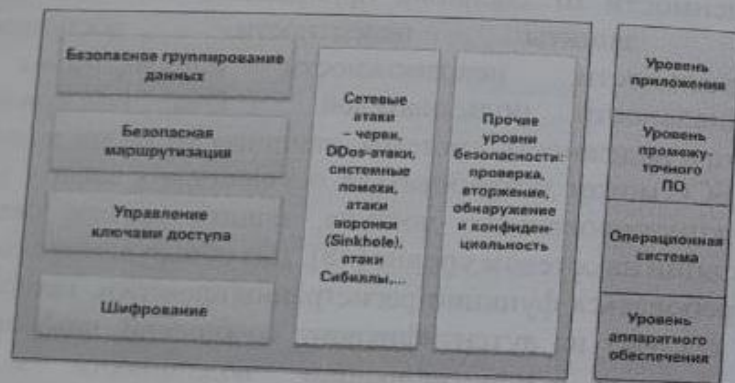 Безопасное группирование
данных
Безопасная
маршрутизация
Управление
ключами доступа
Шифрование
Сетевые
атаки
– черви,
DDos-атаки,
системные
помехи,
атаки
воронки
(Sinkhole),
атаки
Сибиллы,...
Прочие
уровни
безопасности:
проверка,
вторжение,
обнаружение
и конфиден-
циальность
Уровень
приложения
Уровень
промежу-
точного
ПО
Операционная
система
Уровень
аппаратного
обеспечения